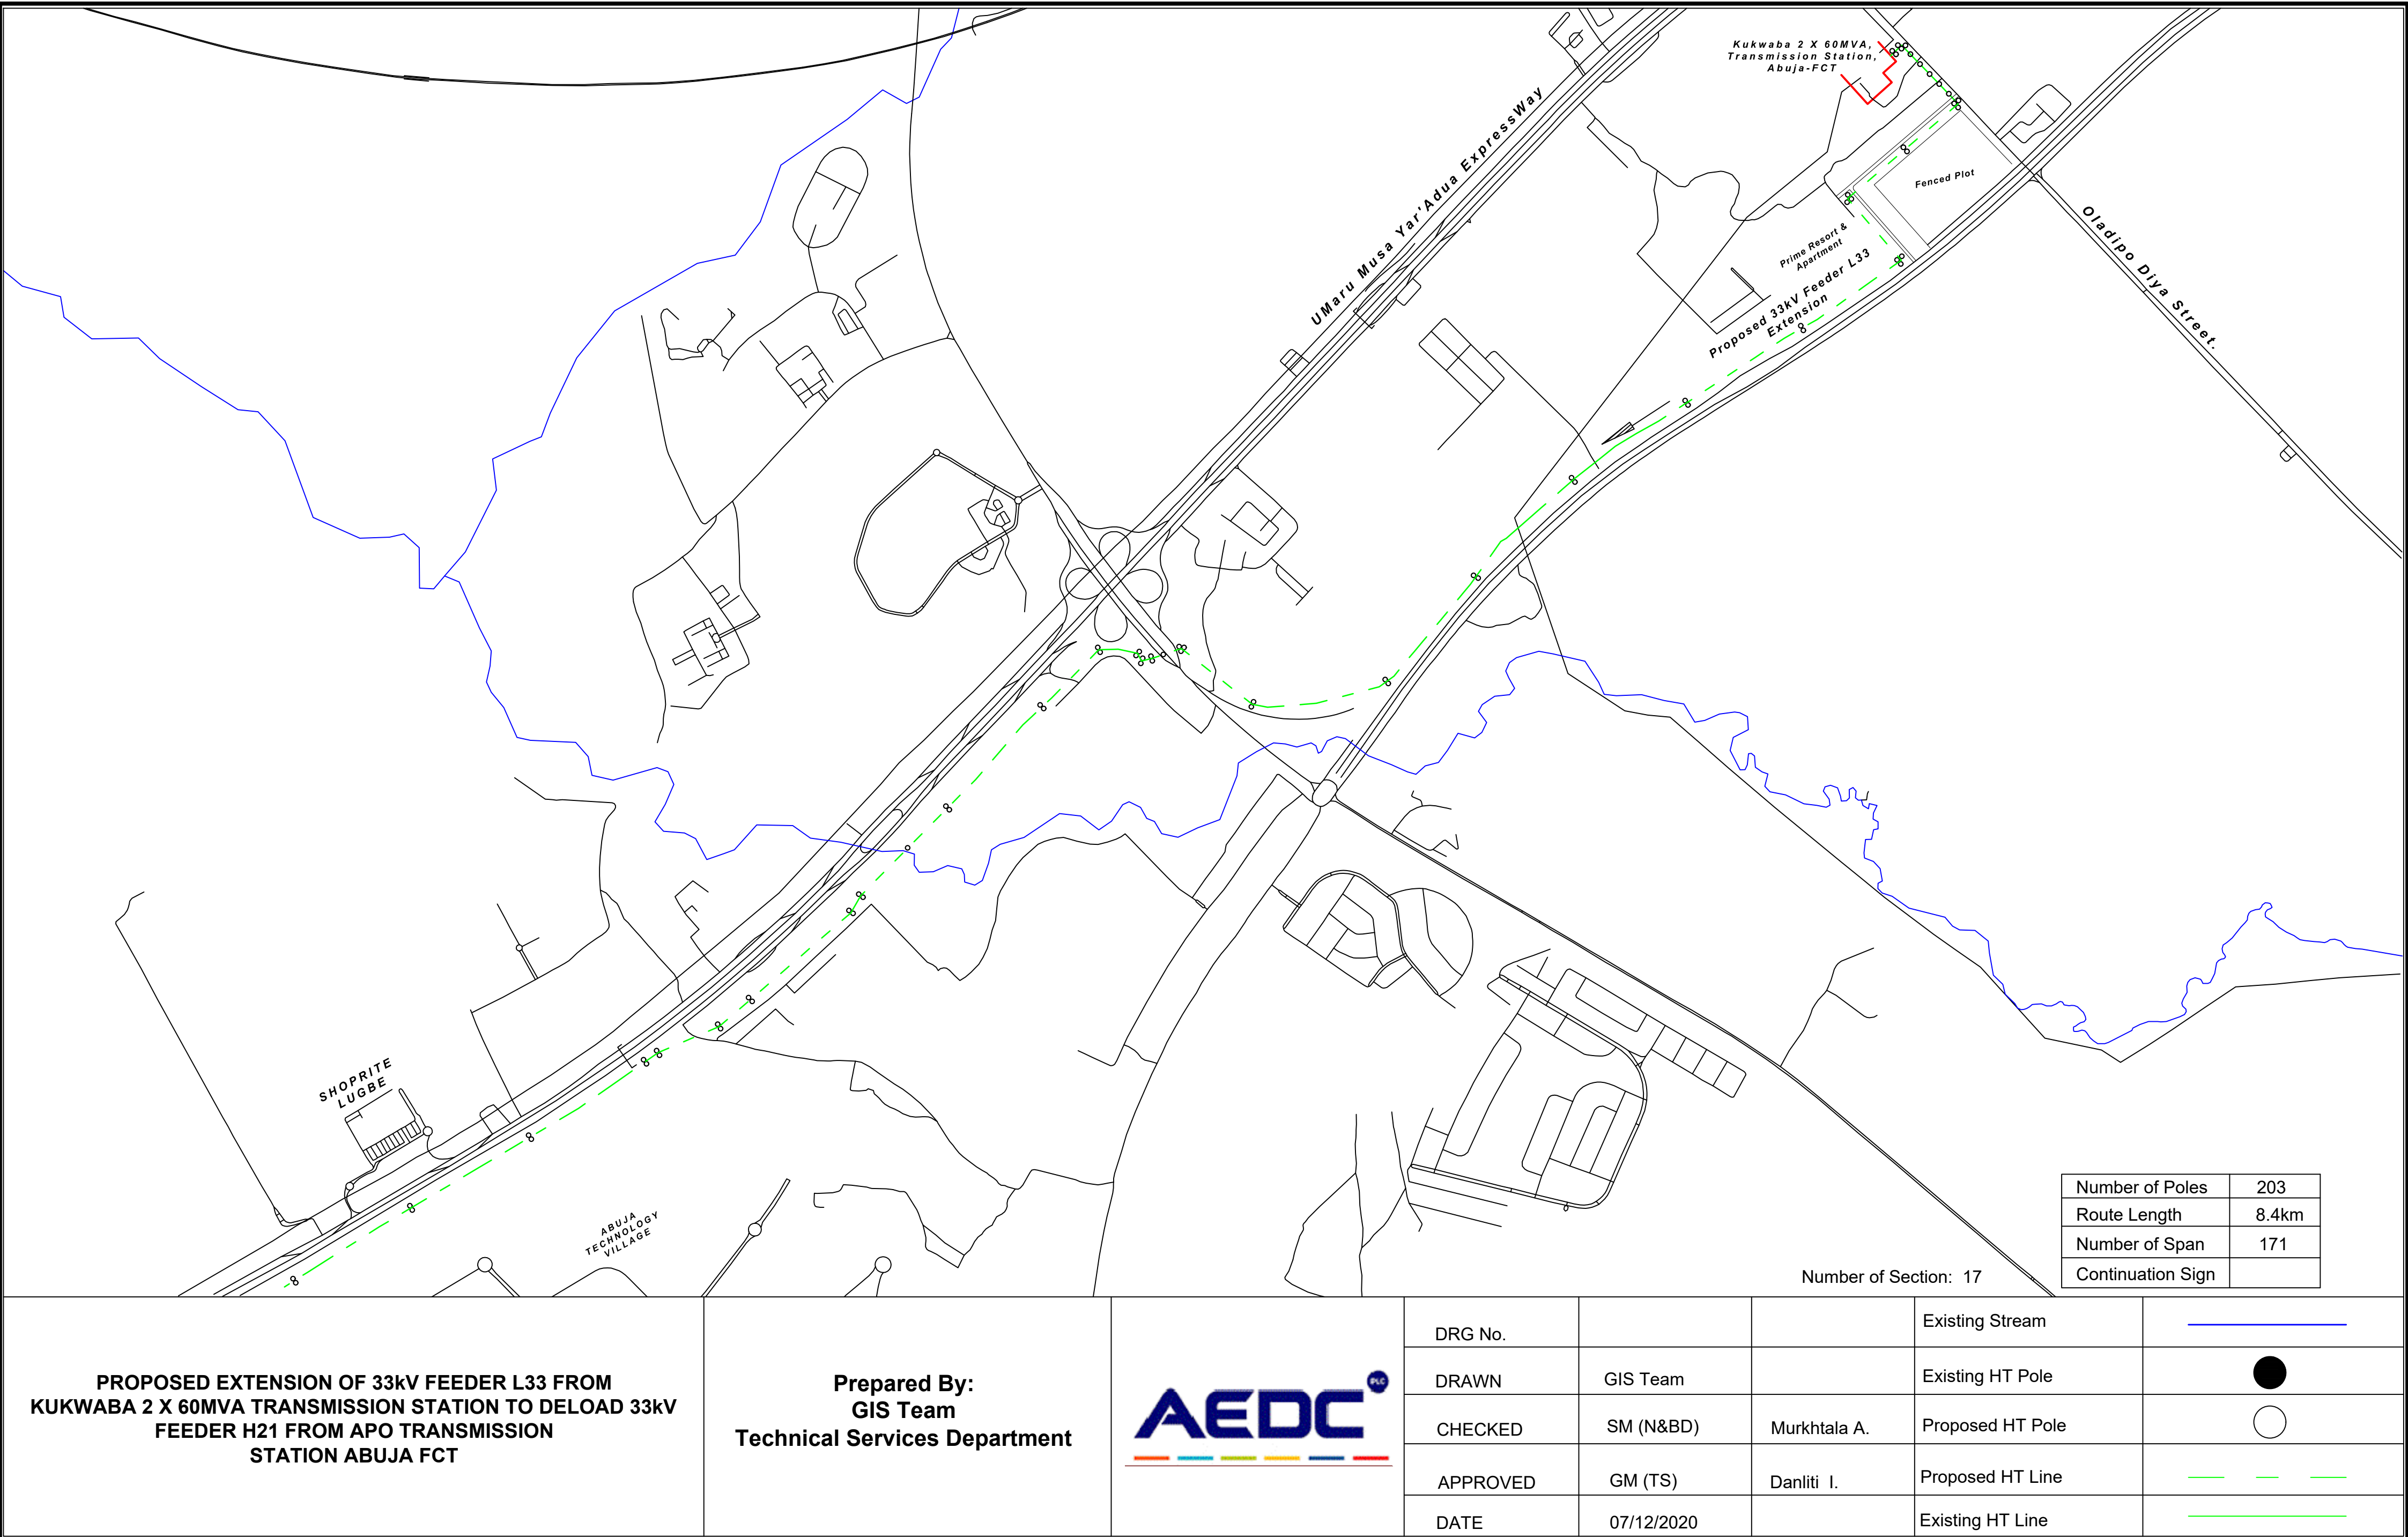 Kukwaba 2 X 60MVA,
Transmission Station,
Abuja-FCT
UMaru Musa Yar'Adua ExpressWay
Fenced Plot
Oladipo Diya Street.
Prime Resort &
Apartment
Proposed 33kV Feeder L33
Extension
SHOPRITE
LUGBE
ABUJA
TECHNOLOGY
VILLAGE
Number of Poles 203
Route Length 8.4km
Number of Span 171
Continuation Sign
Number of Section: 17
PROPOSED EXTENSION OF 33kV FEEDER L33 FROM
KUKWABA 2 X 60MVA TRANSMISSION STATION TO DELOAD 33kV
FEEDER H21 FROM APO TRANSMISSION
STATION ABUJA FCT
Prepared By:
GIS Team
Technical Services Department
AEDC PLC
DRG No.
DRAWN GIS Team
CHECKED SM (N&BD) Murkhtala A.
APPROVED GM (TS) Danliti I.
DATE 07/12/2020
Existing Stream
Existing HT Pole
Proposed HT Pole
Proposed HT Line
Existing HT Line